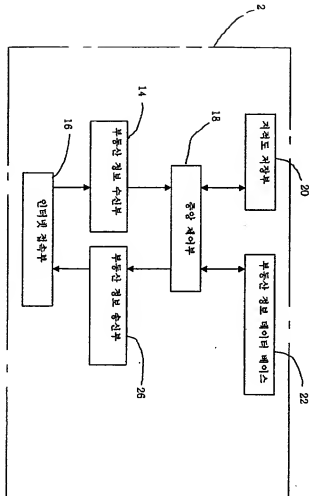 2
지적도 저장부
20
부동산 정보 데이터 베이스
22
18
중앙 제어부
14
부동산 정보 수신부
부동산 정보 송신부
26
16
인터넷 접속부